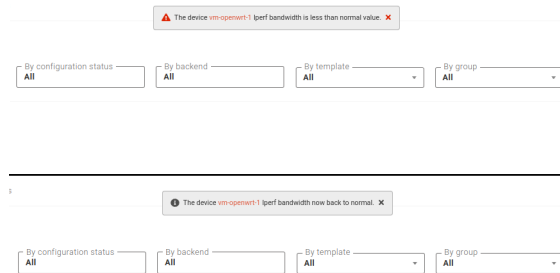 The device vm-openwrt-1 Iperf bandwidth is less than normal value. ✕
By configuration status By backend By template By group
All All All All
s
The device vm-openwrt-1 Iperf bandwidth now back to normal. ✕
By configuration status By backend By template By group
All All All All